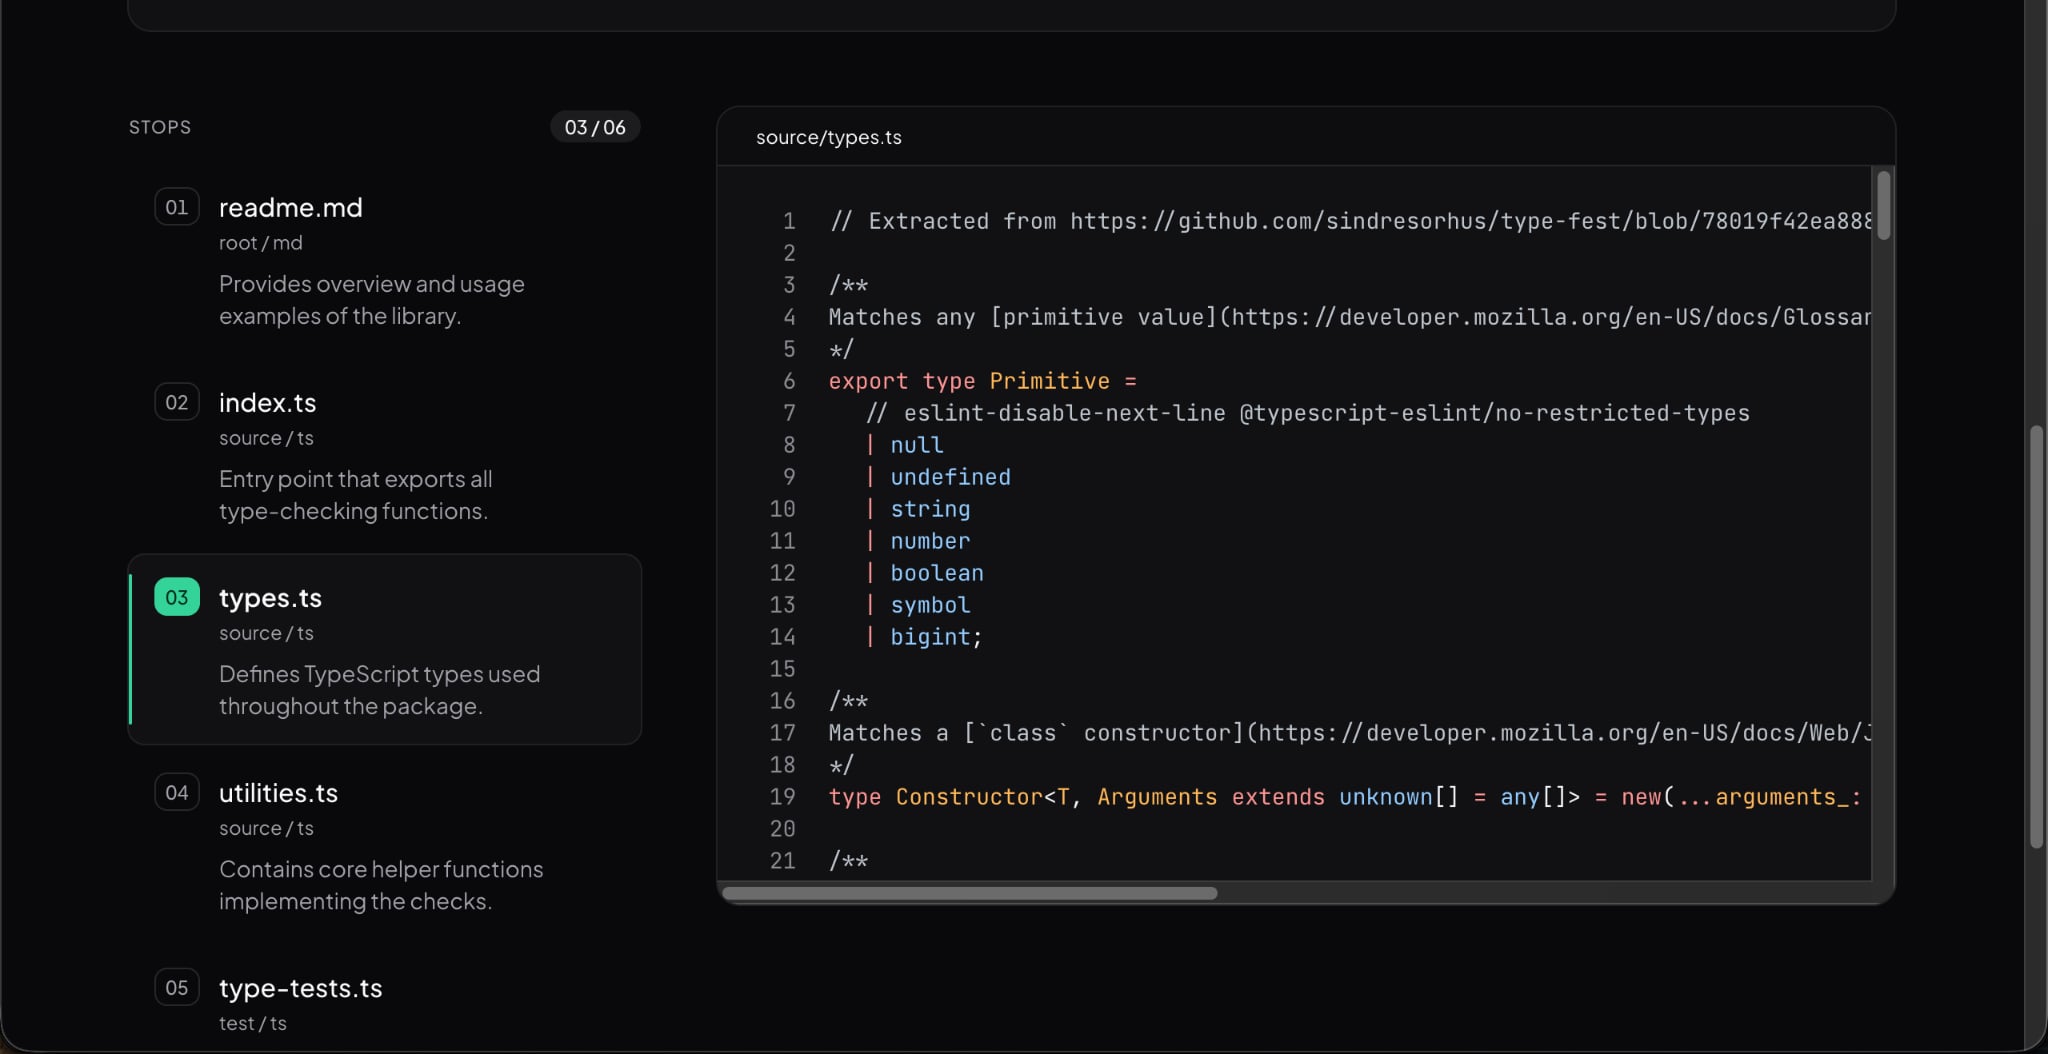 STOPS
03 / 06
01
readme.md
root / md
Provides overview and usage
examples of the library.
02
index.ts
source / ts
Entry point that exports all
type-checking functions.
03
types.ts
source / ts
Defines TypeScript types used
throughout the package.
04
utilities.ts
source / ts
Contains core helper functions
implementing the checks.
05
type-tests.ts
test / ts
source/types.ts
1 // Extracted from https://github.com/sindresorhus/type-fest/blob/78019f42ea888
2
3 /**
4 Matches any [primitive value](https://developer.mozilla.org/en-US/docs/Glossar
5 */
6 export type Primitive =
7 // eslint-disable-next-line @typescript-eslint/no-restricted-types
8 | null
9 | undefined
10 | string
11 | number
12 | boolean
13 | symbol
14 | bigint;
15
16 /**
17 Matches a [`class` constructor](https://developer.mozilla.org/en-US/docs/Web/J
18 */
19 type Constructor<T, Arguments extends unknown[] = any[]> = new(...arguments_:
20
21 /**